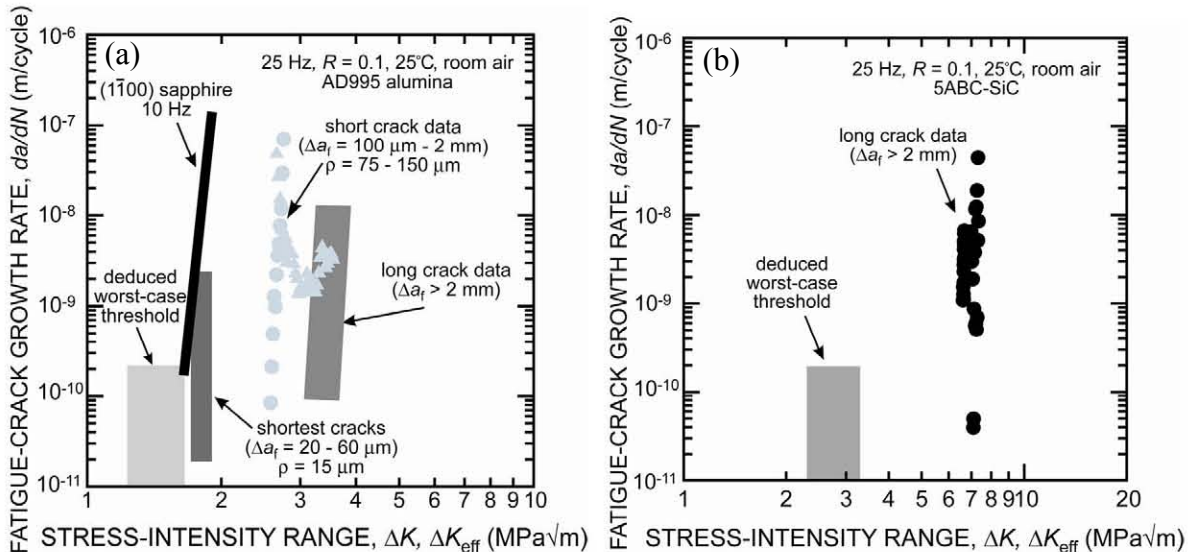 (a)
25 Hz, R = 0.1, 25°C, room air
AD995 alumina
(1̄100) sapphire
10 Hz
short crack data
(Δaf = 100 μm - 2 mm)
ρ = 75 - 150 μm
deduced
worst-case
threshold
long crack data
(Δaf > 2 mm)
shortest cracks
(Δaf = 20 - 60 μm)
ρ = 15 μm
FATIGUE-CRACK GROWTH RATE, da/dN (m/cycle)
10-6
10-7
10-8
10-9
10-10
10-11
1 2 3 4 5 6 7 8 9 10
STRESS-INTENSITY RANGE, ΔK, ΔKeff (MPa√m)
(b)
25 Hz, R = 0.1, 25°C, room air
5ABC-SiC
long crack data
(Δaf > 2 mm)
deduced
worst-case
threshold
FATIGUE-CRACK GROWTH RATE, da/dN (m/cycle)
10-6
10-7
10-8
10-9
10-10
10-11
1 2 3 4 5 6 7 8 9 10 20
STRESS-INTENSITY RANGE, ΔK, ΔKeff (MPa√m)